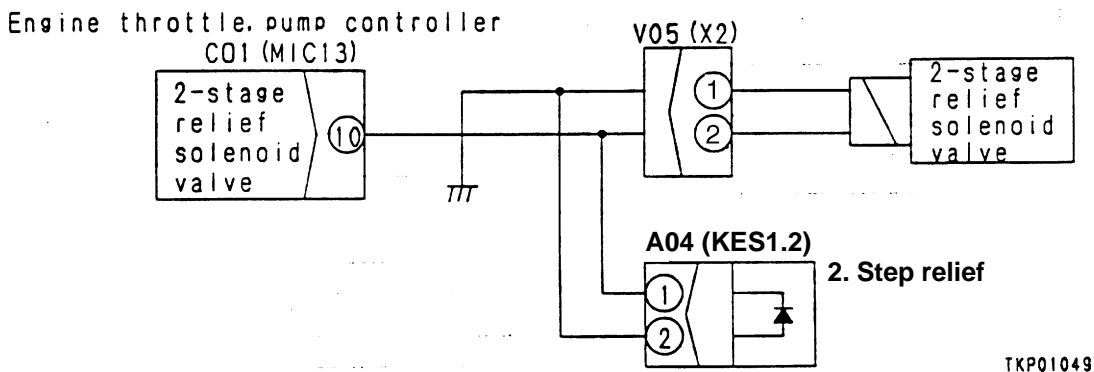 Engine throttle, pump controller
C01 (MIC13)
2-stage
relief
solenoid
valve
10
V05 (X2)
1
2
2-stage
relief
solenoid
valve
A04 (KES1.2)
1
2
2. Step relief
TKP01049